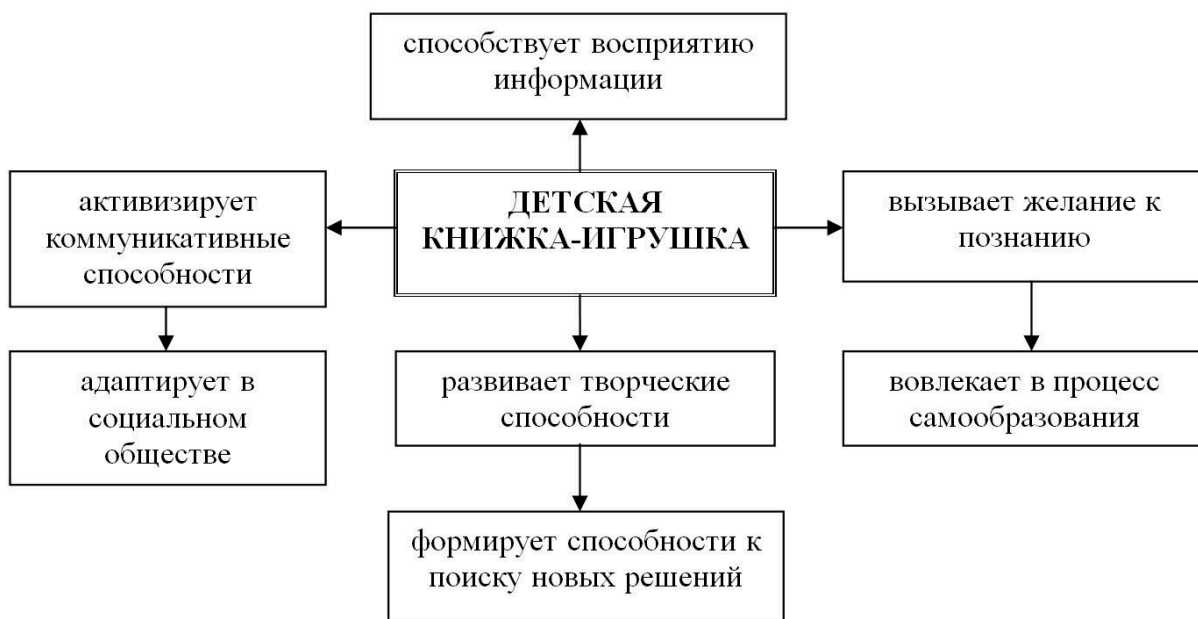 способствует восприятию
информации
активизирует
коммуникативные
способности
ДЕТСКАЯ
КНИЖКА-ИГРУШКА
вызывает желание к
познанию
адаптирует в
социальном
обществе
развивает творческие
способности
вовлекает в процесс
самообразования
формирует способности к
поиску новых решений